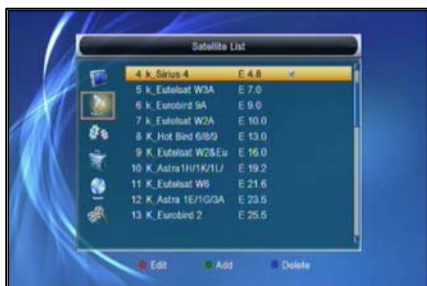 Satellite List
4 k_Sirius 4 E 4.8
5 k_Eutelsat W3A E 7.0
6 k_Eurobird 9A E 9.0
7 k_Eutelsat W2A E 10.0
8 K_Hot Bird 6/8/9 E 13.0
9 K_Eutelsat W2&Eu E 16.0
10 K_Astra1H/1K/1L/ E 19.2
11 K_Eutelsat W6 E 21.6
12 K_Astra 1E/1G/3A E 23.5
13 K_Eurobird 2 E 25.5
Edit Add Delete